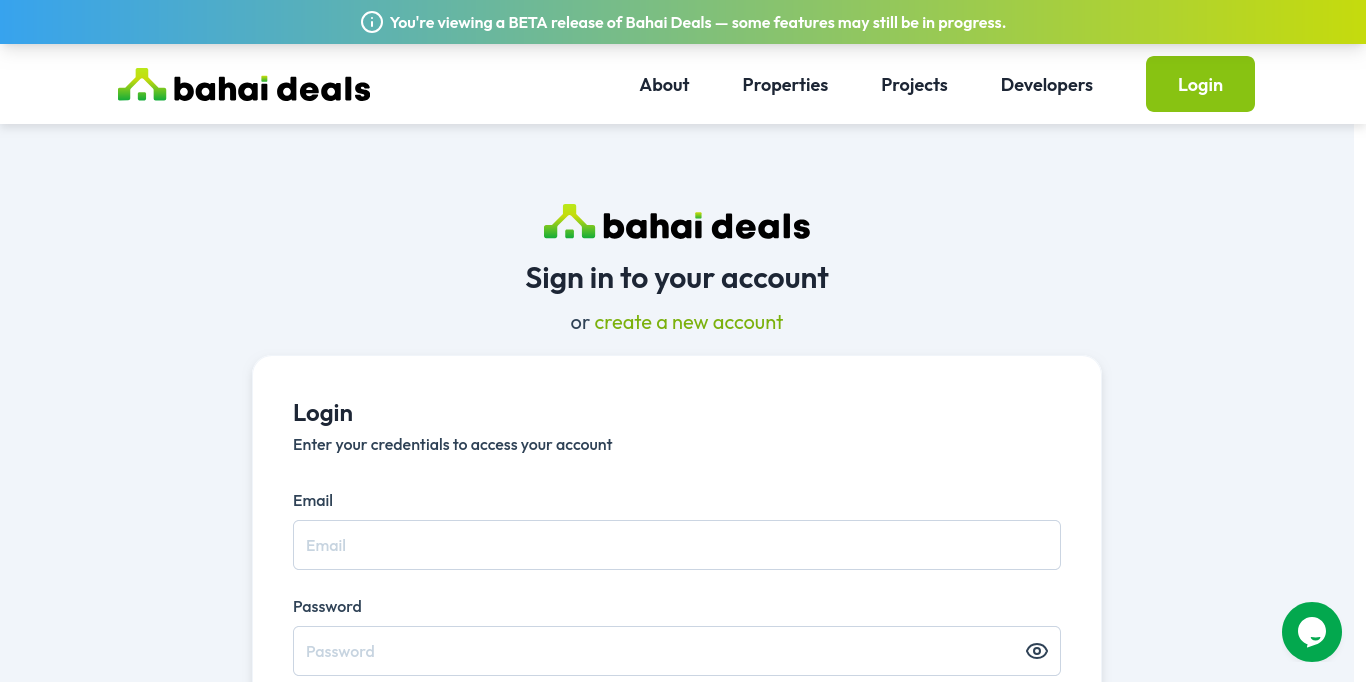 You're viewing a BETA release of Bahai Deals — some features may still be in progress.
bahai deals
About
Properties
Projects
Developers
Login
bahai deals
Sign in to your account
or create a new account
Login
Enter your credentials to access your account
Email
Email
Password
Password